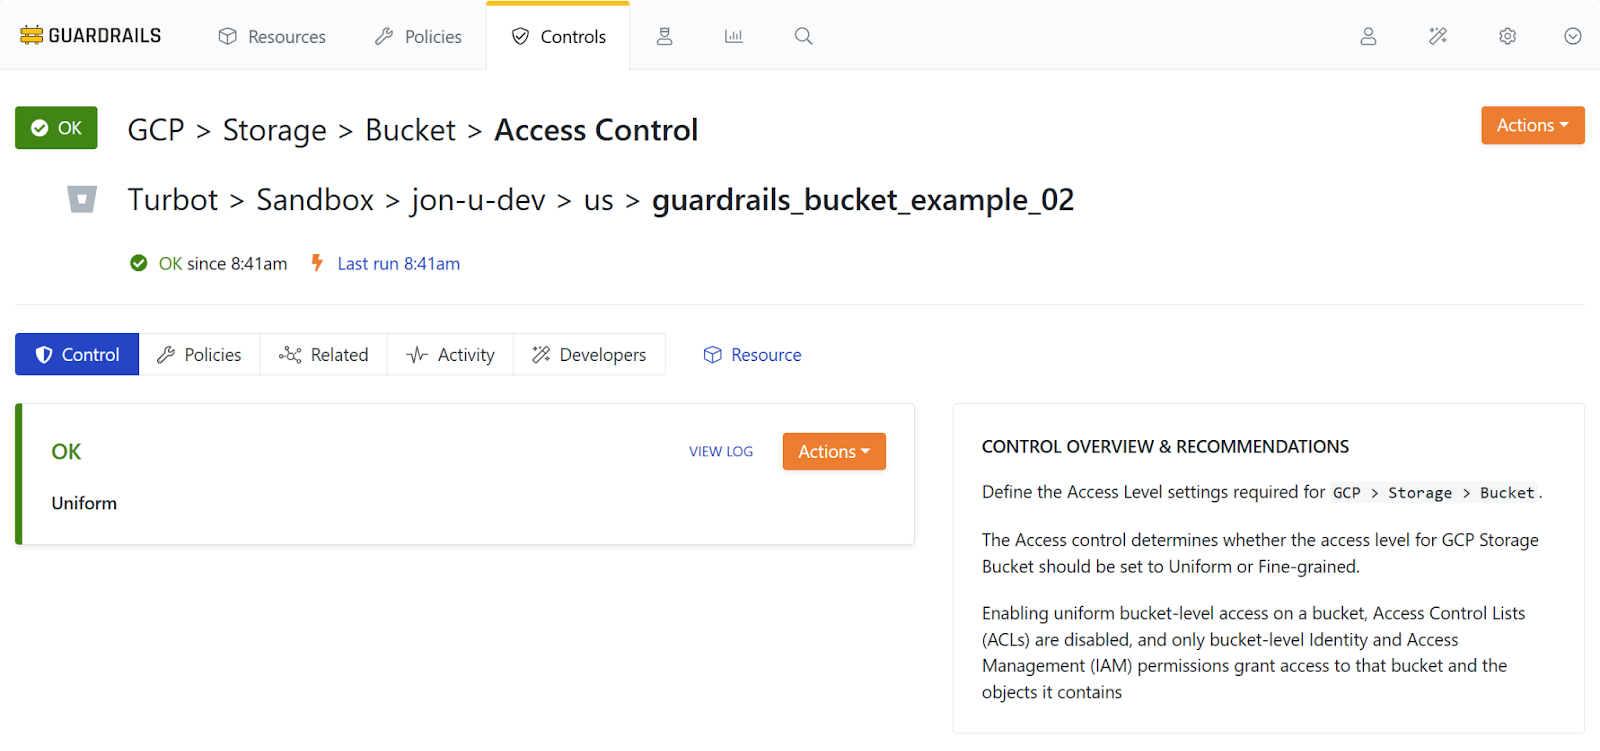 GUARDRAILS Resources Policies Controls
OK GCP > Storage > Bucket > Access Control Actions
Turbot > Sandbox > jon-u-dev > us > guardrails_bucket_example_02
OK since 8:41am Last run 8:41am
Control Policies Related Activity Developers Resource
OK VIEW LOG Actions
Uniform
CONTROL OVERVIEW & RECOMMENDATIONS
Define the Access Level settings required for GCP > Storage > Bucket.
The Access control determines whether the access level for GCP Storage
Bucket should be set to Uniform or Fine-grained.
Enabling uniform bucket-level access on a bucket, Access Control Lists
(ACLs) are disabled, and only bucket-level Identity and Access
Management (IAM) permissions grant access to that bucket and the
objects it contains